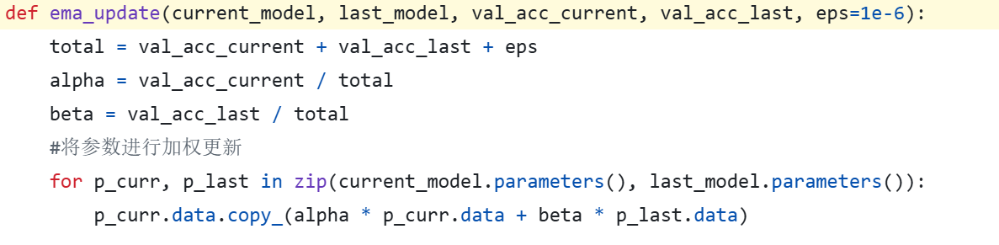 def ema_update(current_model, last_model, val_acc_current, val_acc_last, eps=1e-6):
    total = val_acc_current + val_acc_last + eps
    alpha = val_acc_current / total
    beta = val_acc_last / total
    #将参数进行加权更新
    for p_curr, p_last in zip(current_model.parameters(), last_model.parameters()):
        p_curr.data.copy_(alpha * p_curr.data + beta * p_last.data)